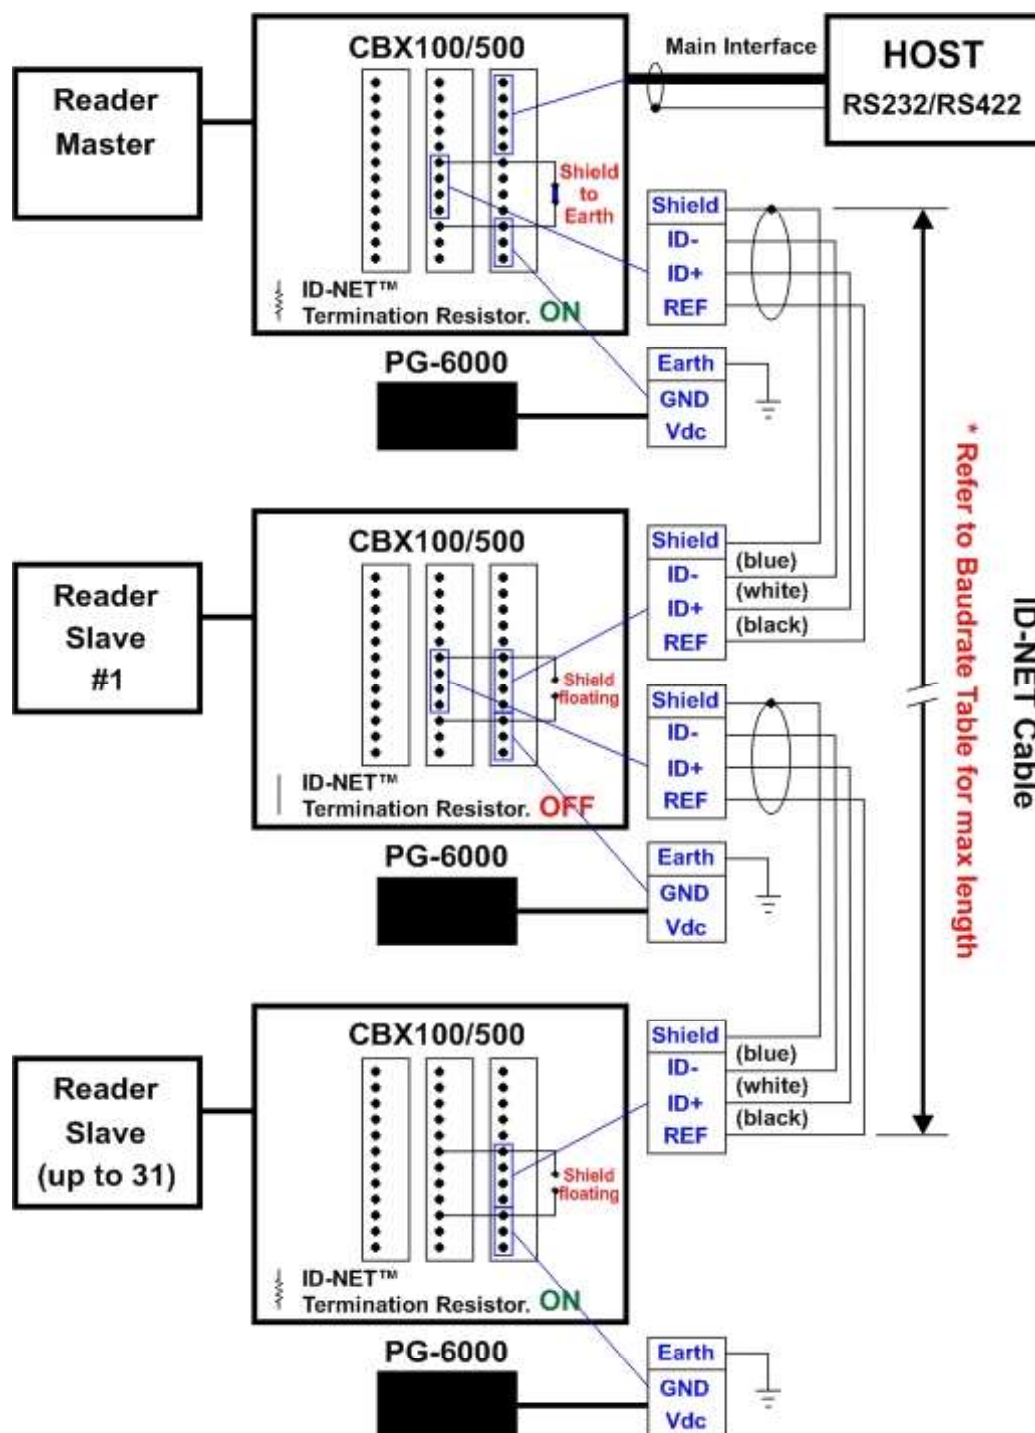 CBX100/500
Main Interface
HOST
RS232/RS422
Reader
Master
Shield
to
Earth
ID-NET™
Termination Resistor. ON
Shield
ID-
ID+
REF
PG-6000
Earth
GND
Vdc
CBX100/500
Reader
Slave
#1
Shield
floating
ID-NET™
Termination Resistor. OFF
Shield
(blue)
ID-
(white)
ID+
(black)
REF
Shield
ID-
ID+
REF
PG-6000
Earth
GND
Vdc
* Refer to Baudrate Table for max length
ID-NET Cable
CBX100/500
Reader
Slave
(up to 31)
Shield
floating
ID-NET™
Termination Resistor. ON
Shield
(blue)
ID-
(white)
ID+
(black)
REF
PG-6000
Earth
GND
Vdc